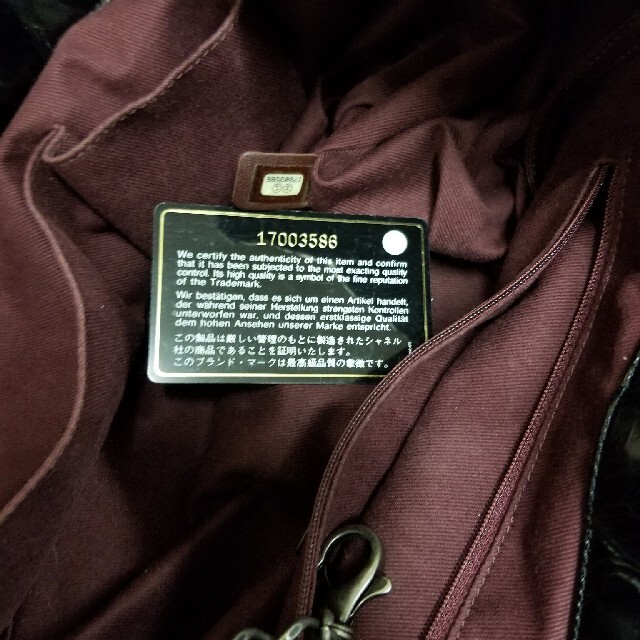 17003586
We certify the authenticity of this item and confirm
that it has been subjected to the most exacting quality
control. Its high quality is a symbol of the fine reputation
of the Trademark.
Wir bestätigen, dass es sich um einen Artikel handelt,
der während seiner Herstellung strengsten Kontrollen
unterworfen war, und dessen erstklassige Qualität
dem hohen Ansehen unserer Marke entspricht.
この製品は厳しい管理のもとに製造されたシャネル
社の商品であることを証明いたします。
このブランド・マークは最高級品質の象徴です。